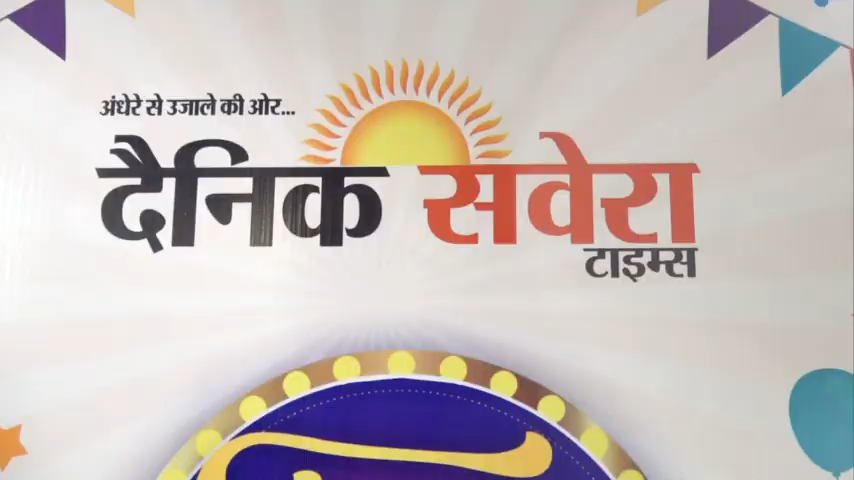 अंधेरे से उजाले की ओर...
दैनिक सवेरा
टाइम्स